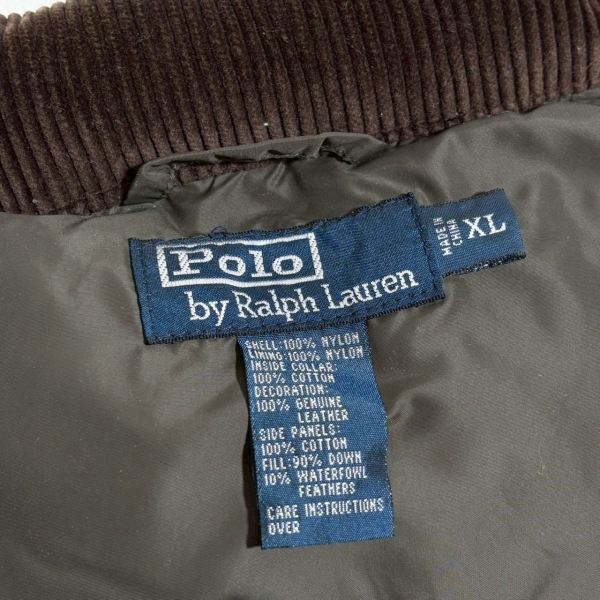 Polo
by Ralph Lauren
MADE IN
CHINA
XL
SHELL:100% NYLON
LINING:100% NYLON
INSIDE COLLAR:
100% COTTON
DECORATION:
100% GENUINE
LEATHER
SIDE PANELS:
100% COTTON
FILL:90% DOWN
10% WATERFOWL
FEATHERS
CARE INSTRUCTIONS
OVER